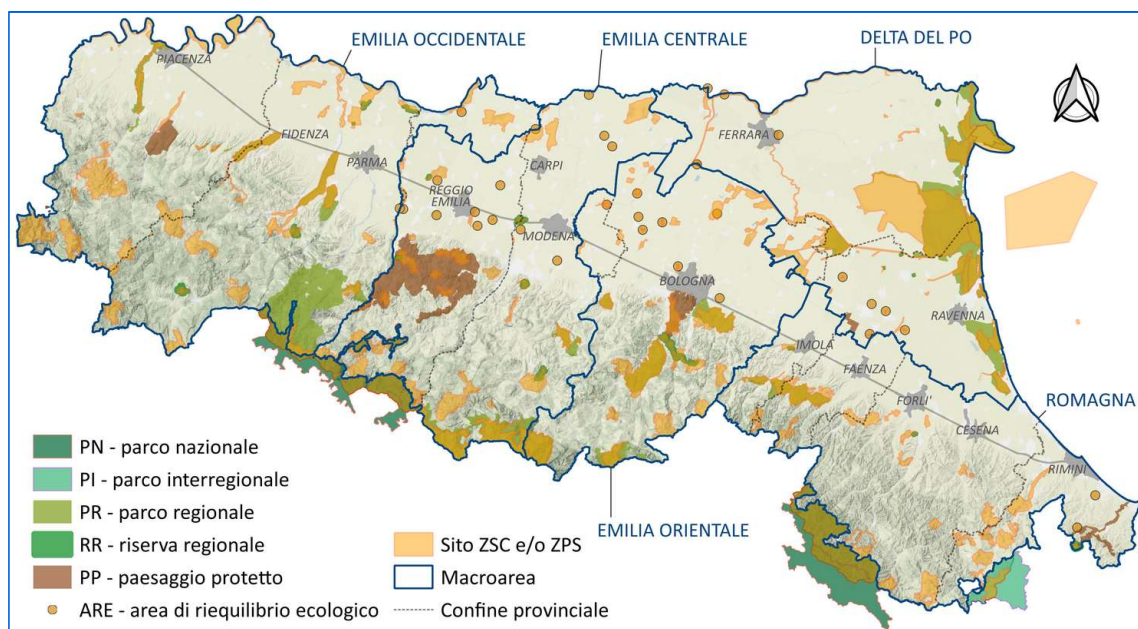 EMILIA OCCIDENTALE
EMILIA CENTRALE
DELTA DEL PO
PIACENZA
FIDENZA
PARMA
REGGIO
EMILIA
CARPI
MODENA
FERRARA
BOLOGNA
IMOLA
FAENZA
RAVENNA
FORLI'
CESENA
ROMAGNA
RIMINI
EMILIA ORIENTALE
PN - parco nazionale
PI - parco interregionale
PR - parco regionale
RR - riserva regionale
PP - paesaggio protetto
ARE - area di riequilibrio ecologico
Sito ZSC e/o ZPS
Macroarea
Confine provinciale